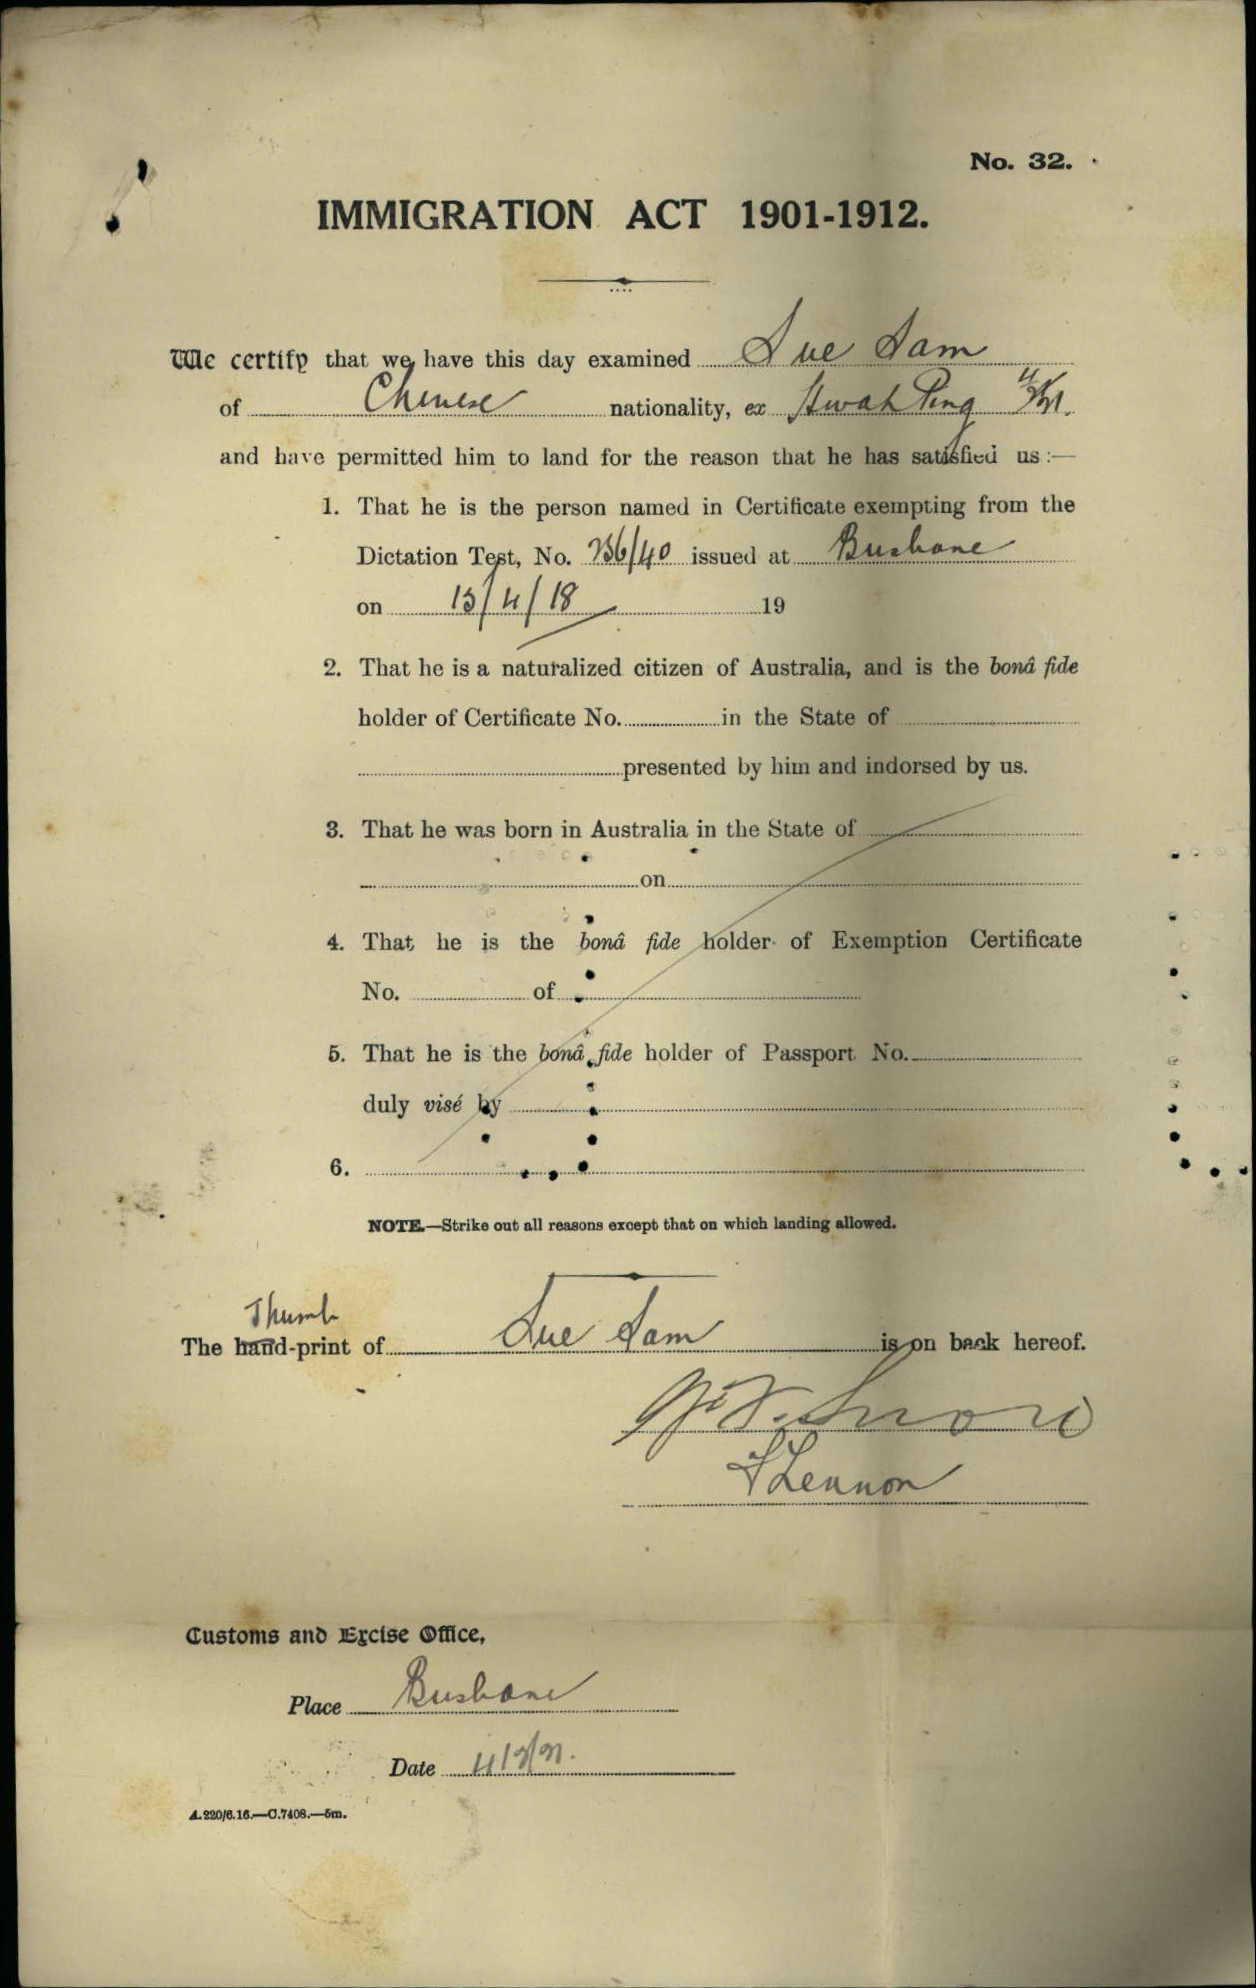 No. 32.
IMMIGRATION ACT 1901-1912.
We certify that we have this day examined Sue Sam
of Chinese nationality, ex Hwah Ping
and have permitted him to land for the reason that he has satisfied us:—
1. That he is the person named in Certificate exempting from the
Dictation Test, No. 236/40 issued at Brisbane
on 13/4/18 19
2. That he is a naturalized citizen of Australia, and is the bonâ fide
holder of Certificate No. in the State of
presented by him and indorsed by us.
3. That he was born in Australia in the State of
on
4. That he is the bonâ fide holder of Exemption Certificate
No. of
5. That he is the bonâ fide holder of Passport No.
duly visé by
6.
NOTE.—Strike out all reasons except that on which landing allowed.
Thumb
The hand-print of Sue Sam is on back hereof.
Snow
Lennon
Customs and Excise Office,
Place Brisbane
Date 4/2/21.
A.220/6.16.—C.7408.—5m.